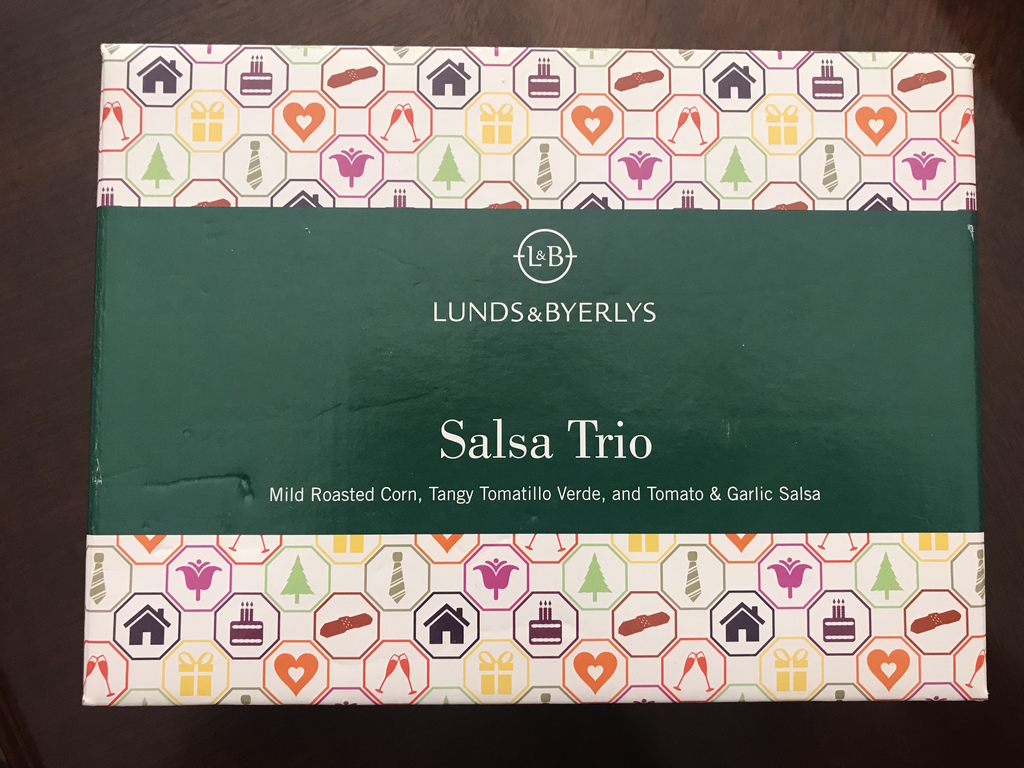 L&B
LUNDS & BYERLYS
Salsa Trio
Mild Roasted Corn, Tangy Tomatillo Verde, and Tomato & Garlic Salsa